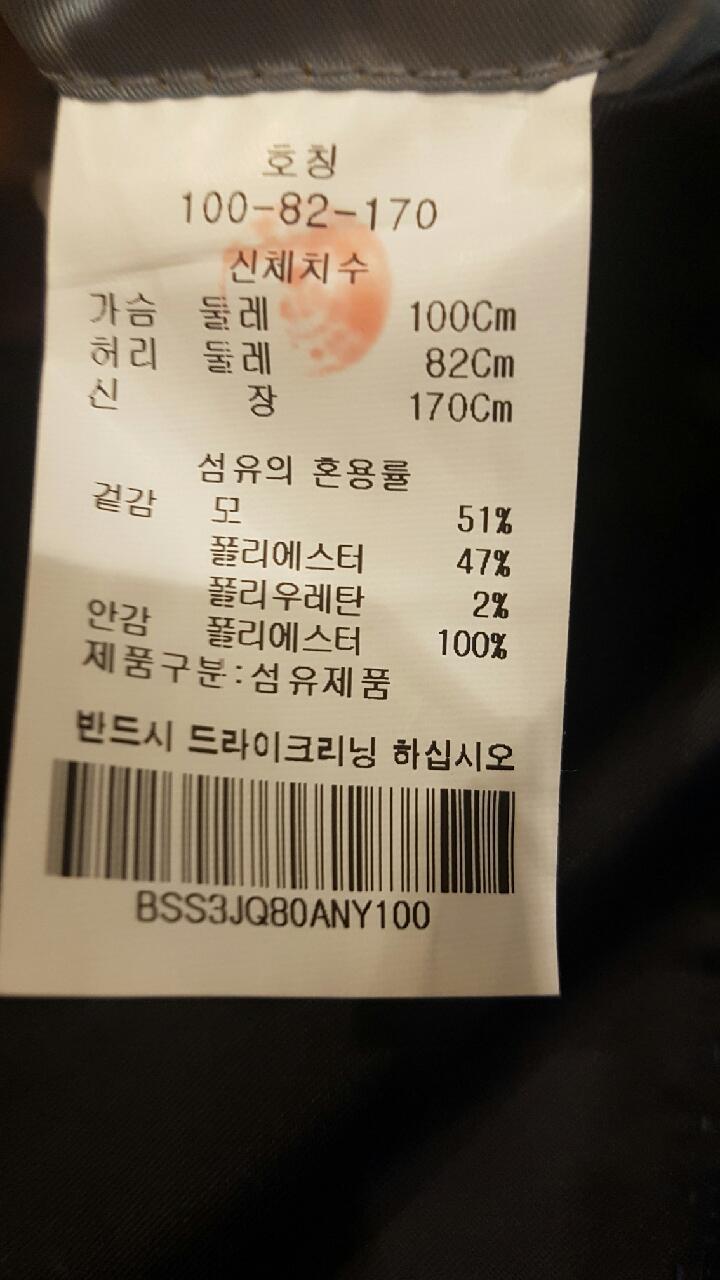 호칭
100-82-170
신체치수
가슴 둘레 100Cm
허리 둘레 82Cm
신 장 170Cm
섬유의 혼용률
겉감 모 51%
폴리에스터 47%
폴리우레탄 2%
안감 폴리에스터 100%
제품구분:섬유제품
반드시 드라이크리닝 하십시오
BSS3JQ80ANY100